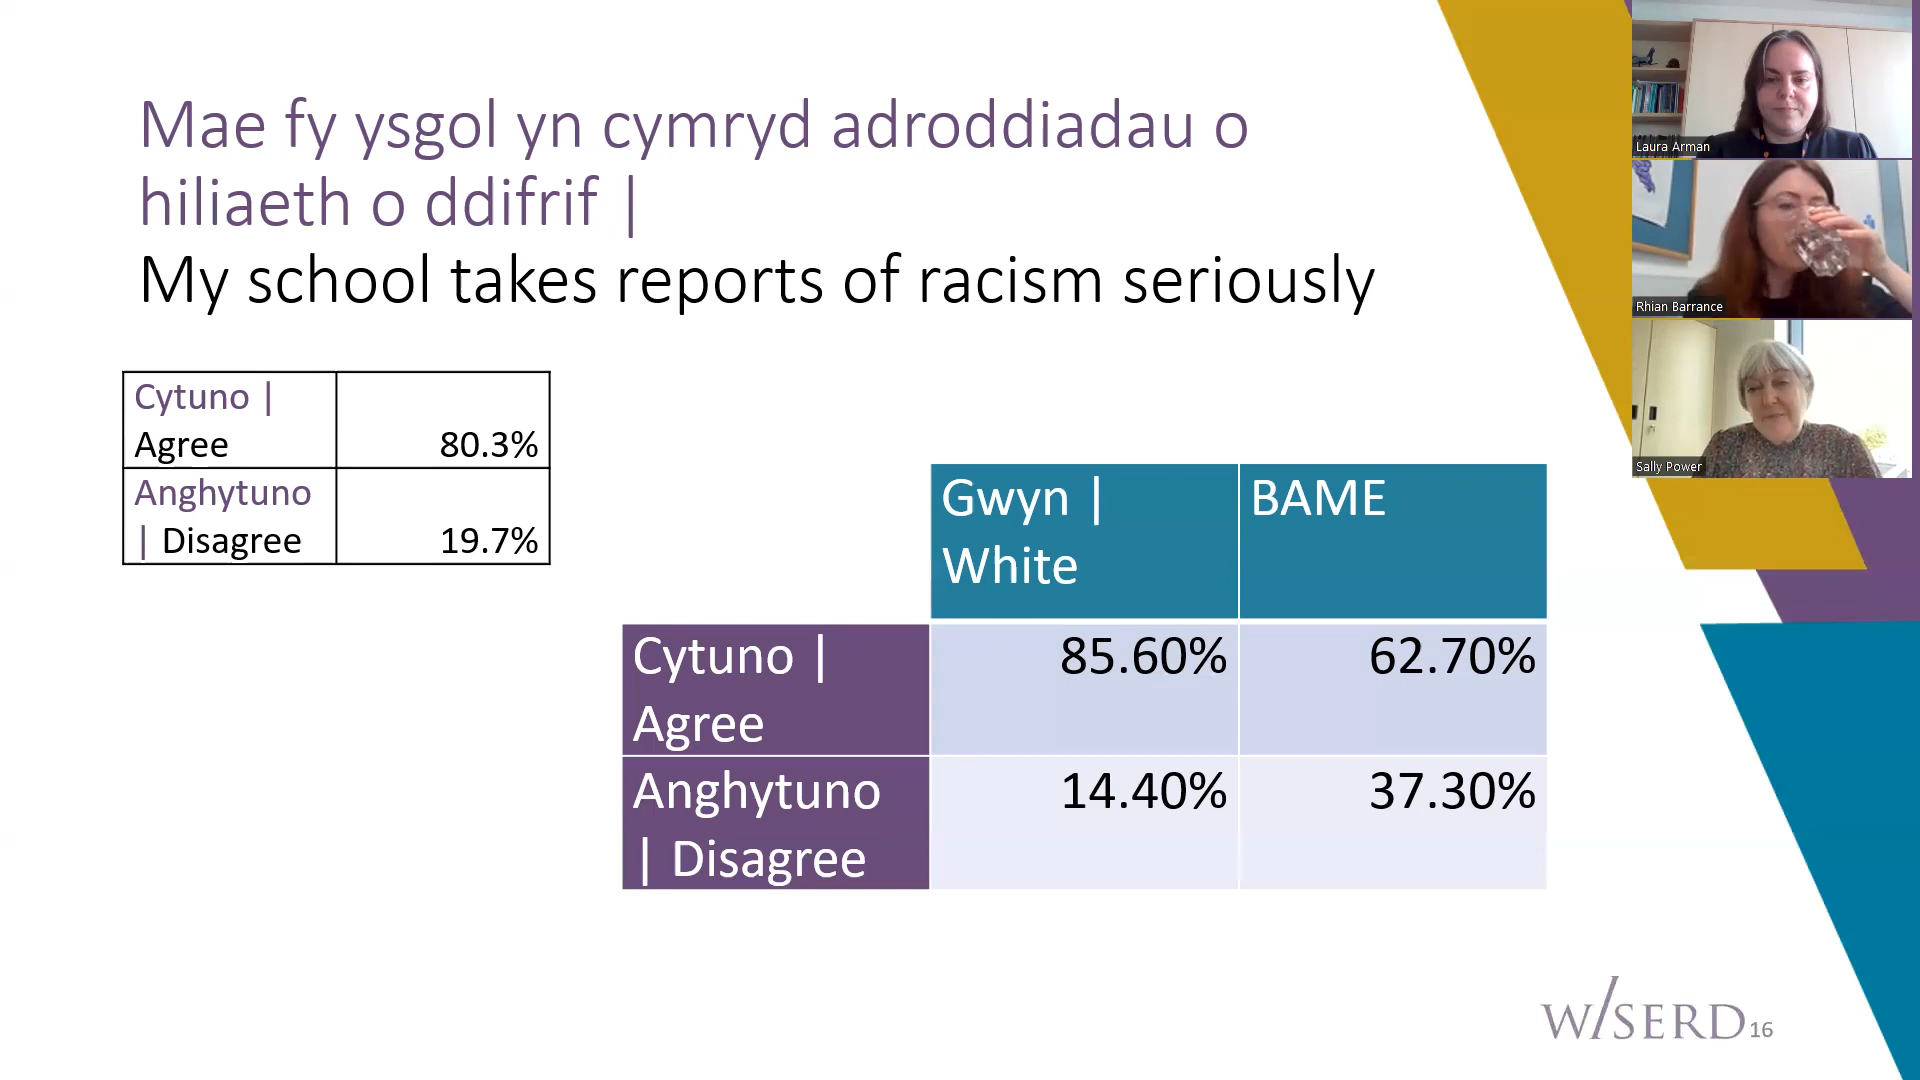 Mae fy ysgol yn cymryd adroddiadau o
hiliaeth o ddifrif |
My school takes reports of racism seriously
Cytuno |
Agree
80.3%
Anghytuno
| Disagree
19.7%
Gwyn |
White
BAME
Cytuno |
Agree
85.60%
62.70%
Anghytuno
| Disagree
14.40%
37.30%
Laura Arman
Rhian Barrance
Sally Power
W/SERD
16